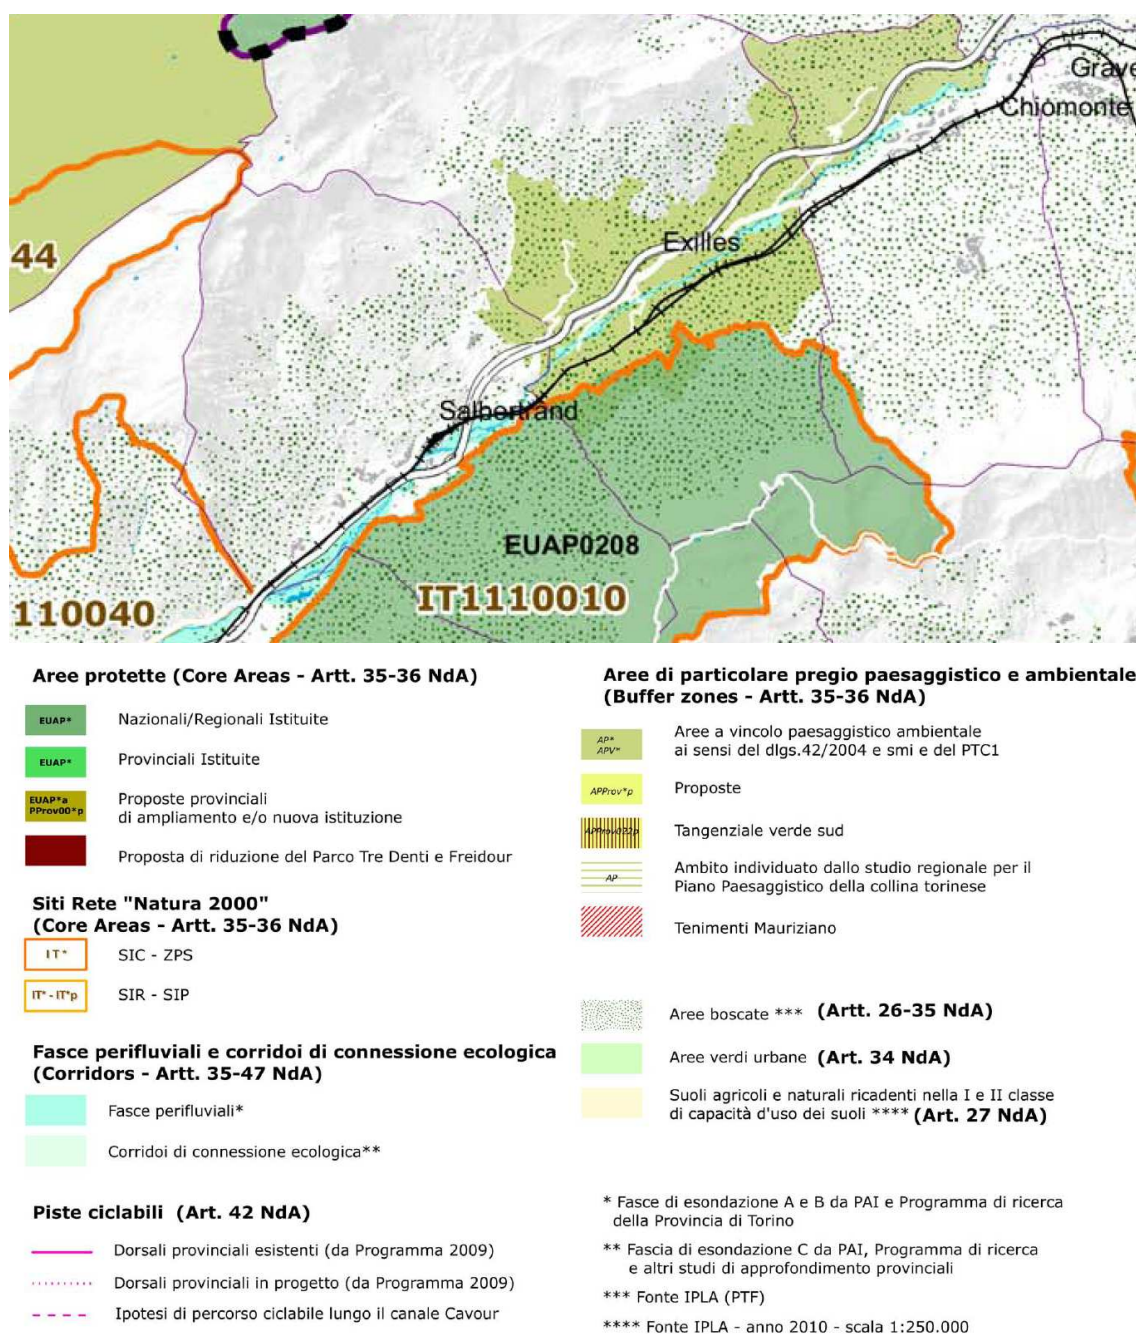 Grave
Chiomonte
44
Exilles
Salbertrand
EUAP0208
IT1110010
110040
Aree protette (Core Areas - Artt. 35-36 NdA)
EUAP*
Nazionali/Regionali Istituite
EUAP*
Provinciali Istituite
EUAP*a
PProv00*p
Proposte provinciali
di ampliamento e/o nuova istituzione
Proposta di riduzione del Parco Tre Denti e Freidour
Siti Rete "Natura 2000"
(Core Areas - Artt. 35-36 NdA)
IT*
SIC - ZPS
IT* - IT*p
SIR - SIP
Fasce perifluviali e corridoi di connessione ecologica
(Corridors - Artt. 35-47 NdA)
Fasce perifluviali*
Corridoi di connessione ecologica**
Piste ciclabili (Art. 42 NdA)
Dorsali provinciali esistenti (da Programma 2009)
Dorsali provinciali in progetto (da Programma 2009)
Ipotesi di percorso ciclabile lungo il canale Cavour
Aree di particolare pregio paesaggistico e ambientale
(Buffer zones - Artt. 35-36 NdA)
AP*
APV*
Aree a vincolo paesaggistico ambientale
ai sensi del dlgs.42/2004 e smi e del PTC1
APProv*p
Proposte
APProv022p
Tangenziale verde sud
AP
Ambito individuato dallo studio regionale per il
Piano Paesaggistico della collina torinese
Tenimenti Mauriziano
Aree boscate *** (Artt. 26-35 NdA)
Aree verdi urbane (Art. 34 NdA)
Suoli agricoli e naturali ricadenti nella I e II classe
di capacità d'uso dei suoli **** (Art. 27 NdA)
* Fasce di esondazione A e B da PAI e Programma di ricerca
della Provincia di Torino
** Fascia di esondazione C da PAI, Programma di ricerca
e altri studi di approfondimento provinciali
*** Fonte IPLA (PTF)
**** Fonte IPLA - anno 2010 - scala 1:250.000